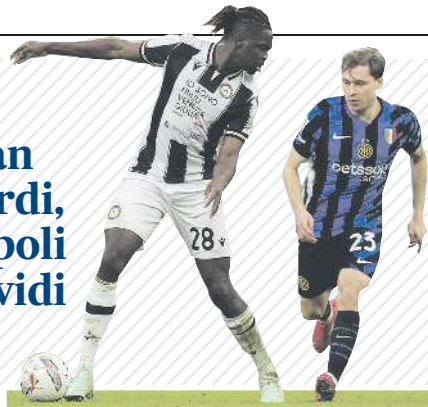 an
rdi,
poli
vidi
IO SONO
FRIULI
VENEZIA
GIULIA
28
betsson
23